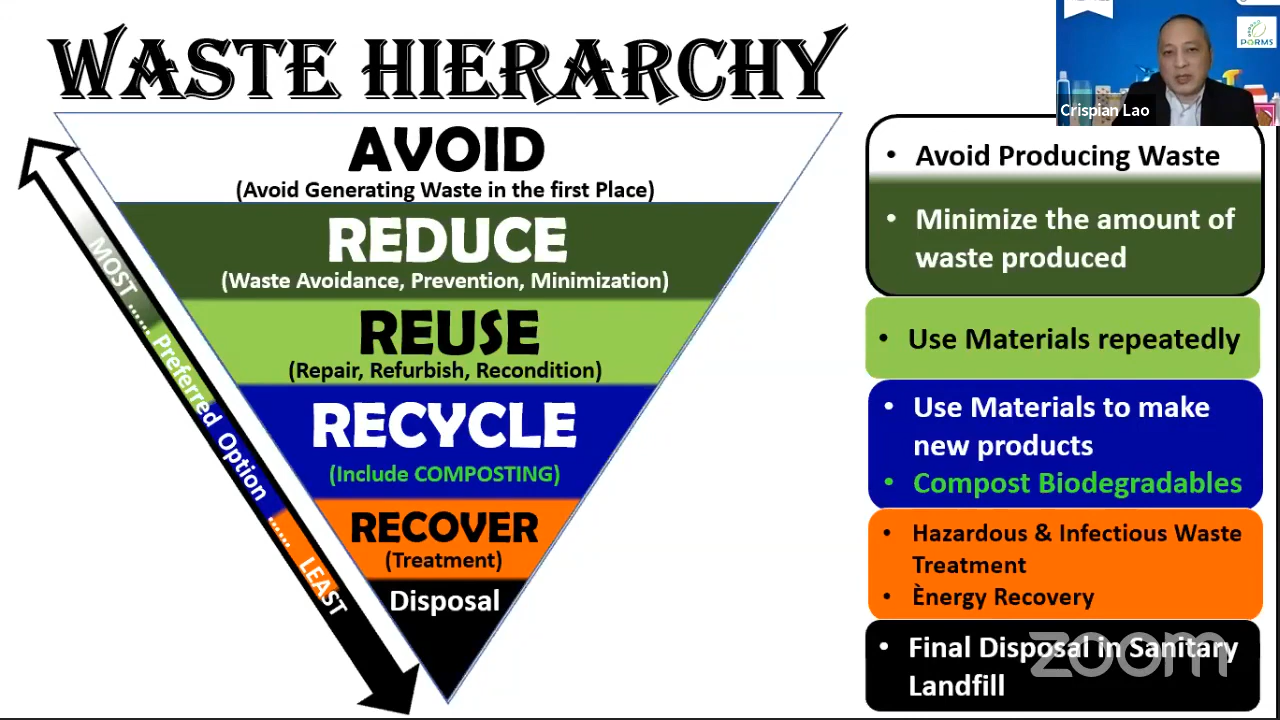 WASTE HIERARCHY
AVOID
(Avoid Generating Waste in the first Place)
REDUCE
(Waste Avoidance, Prevention, Minimization)
REUSE
(Repair, Refurbish, Recondition)
RECYCLE
(Include COMPOSTING)
RECOVER
(Treatment)
Disposal
MOST ...... Preferred Option ...... LEAST
PARMS
Crispian Lao
• Avoid Producing Waste
• Minimize the amount of
waste produced
• Use Materials repeatedly
• Use Materials to make
new products
• Compost Biodegradables
• Hazardous & Infectious Waste
Treatment
• Ènergy Recovery
• Final Disposal in Sanitary
Landfill
zoom